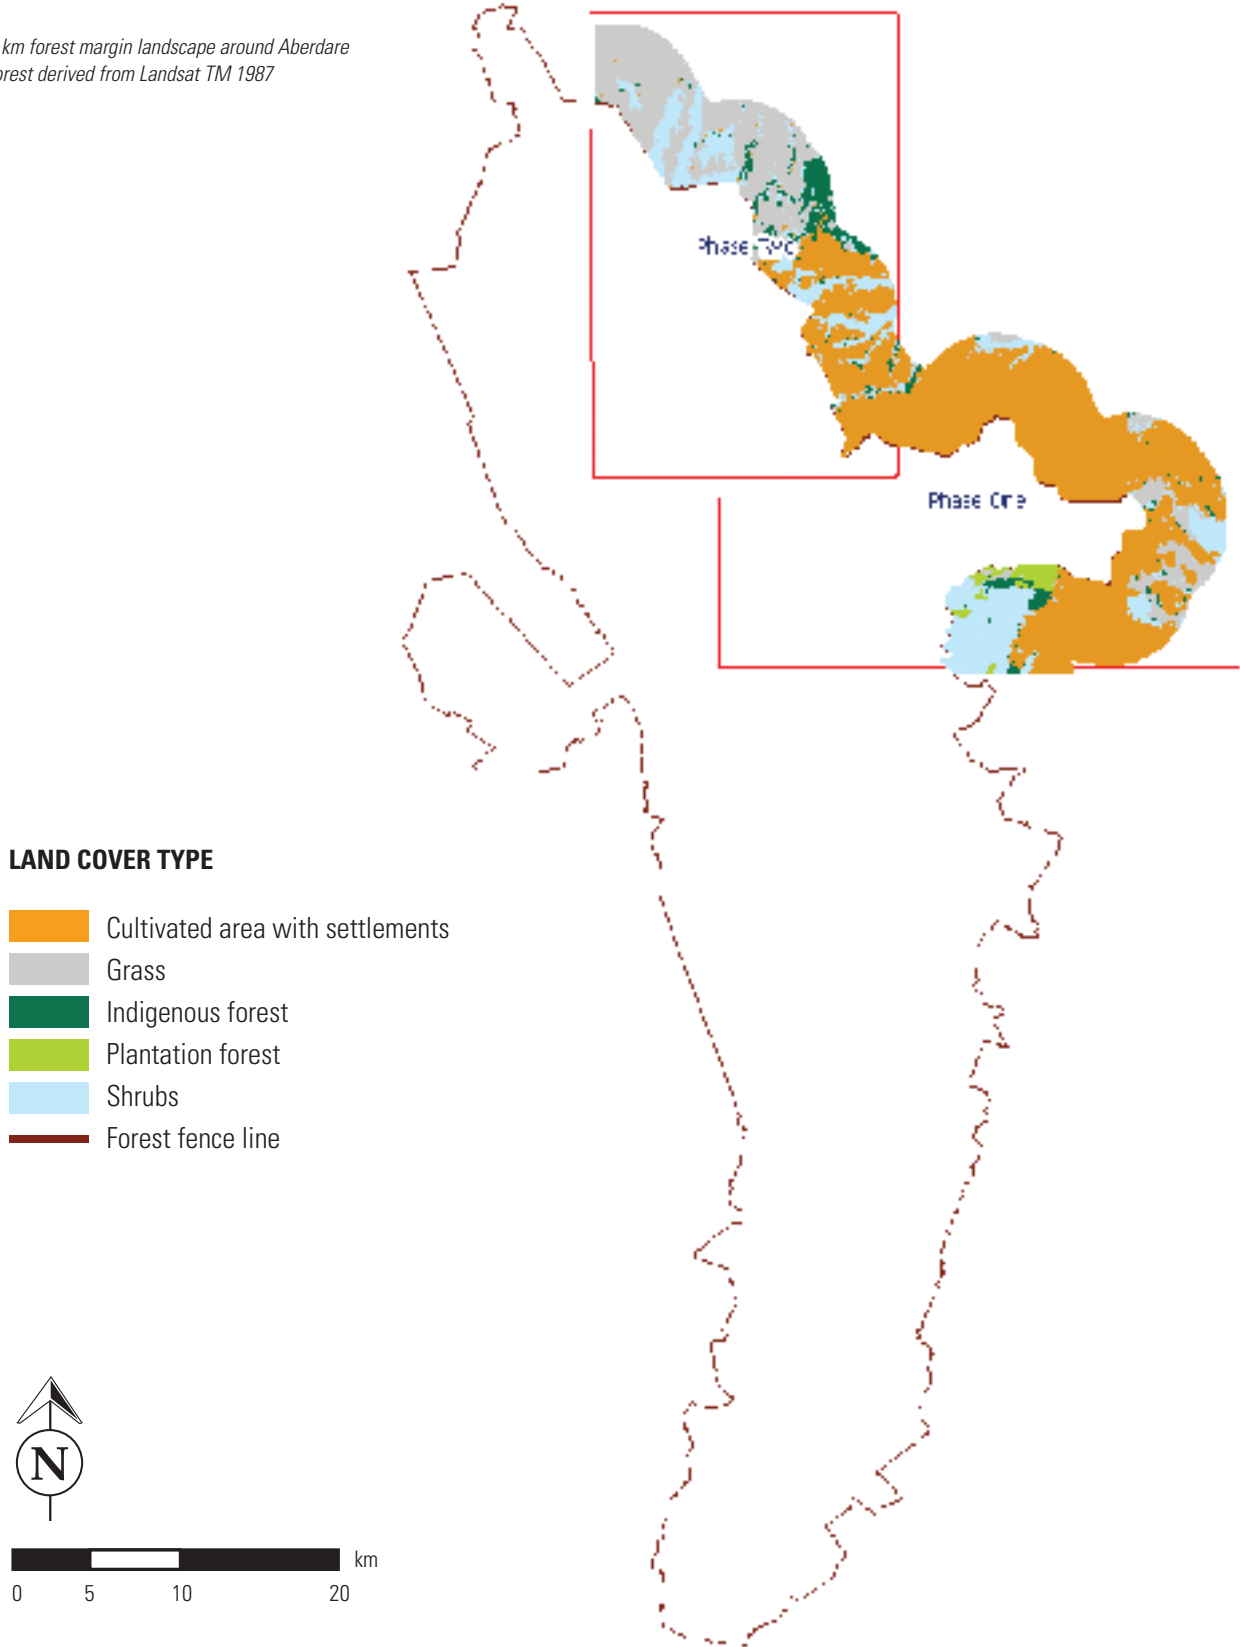 km forest margin landscape around Aberdare
orest derived from Landsat TM 1987
Phase Two
Phase One
LAND COVER TYPE
Cultivated area with settlements
Grass
Indigenous forest
Plantation forest
Shrubs
Forest fence line
N
km
0 5 10 20